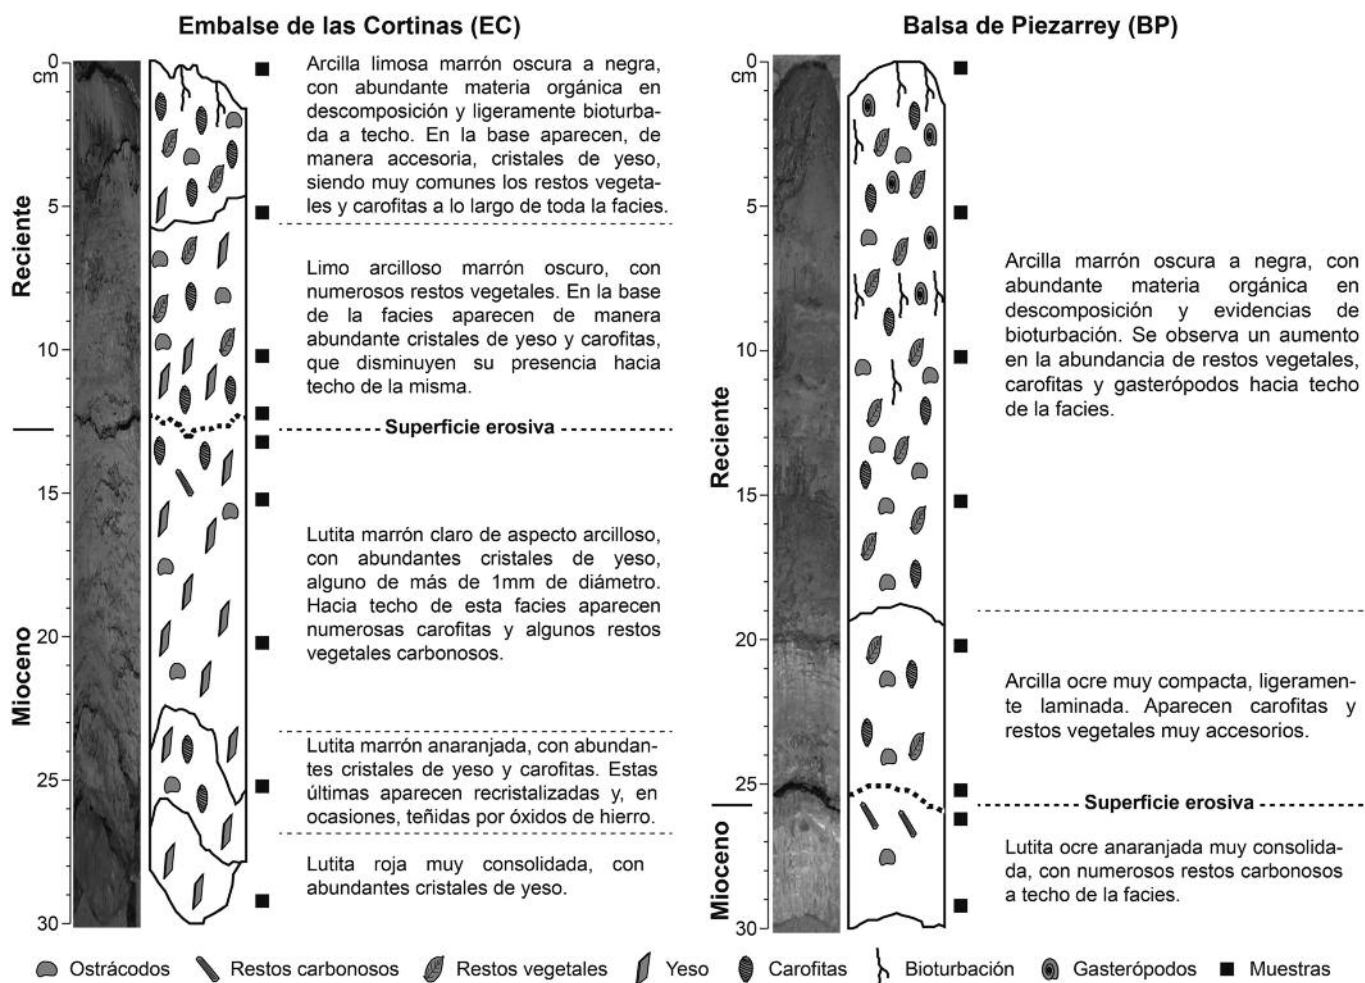 Embalse de las Cortinas (EC)
0
cm
5
10
15
20
25
30
Reciente
Mioceno
Arcilla limosa marrón oscura a negra,
con abundante materia orgánica en
descomposición y ligeramente bioturba-
da a techo. En la base aparecen, de
manera accesoria, cristales de yeso,
siendo muy comunes los restos vegeta-
les y carofitas a lo largo de toda la facies.
Limo arcilloso marrón oscuro, con
numerosos restos vegetales. En la base
de la facies aparecen de manera
abundante cristales de yeso y carofitas,
que disminuyen su presencia hacia
techo de la misma.
Superficie erosiva
Lutita marrón claro de aspecto arcilloso,
con abundantes cristales de yeso,
alguno de más de 1mm de diámetro.
Hacia techo de esta facies aparecen
numerosas carofitas y algunos restos
vegetales carbonosos.
Lutita marrón anaranjada, con abundan-
tes cristales de yeso y carofitas. Estas
últimas aparecen recristalizadas y, en
ocasiones, teñidas por óxidos de hierro.
Lutita roja muy consolidada, con
abundantes cristales de yeso.
Balsa de Piezarrey (BP)
0
cm
5
10
15
20
25
30
Reciente
Mioceno
Arcilla marrón oscura a negra, con
abundante materia orgánica en
descomposición y evidencias de
bioturbación. Se observa un aumento
en la abundancia de restos vegetales,
carofitas y gasterópodos hacia techo
de la facies.
Arcilla ocre muy compacta, ligeramen-
te laminada. Aparecen carofitas y
restos vegetales muy accesorios.
Superficie erosiva
Lutita ocre anaranjada muy consolida-
da, con numerosos restos carbonosos
a techo de la facies.
Ostrácodos Restos carbonosos Restos vegetales Yeso Carofitas Bioturbación Gasterópodos Muestras